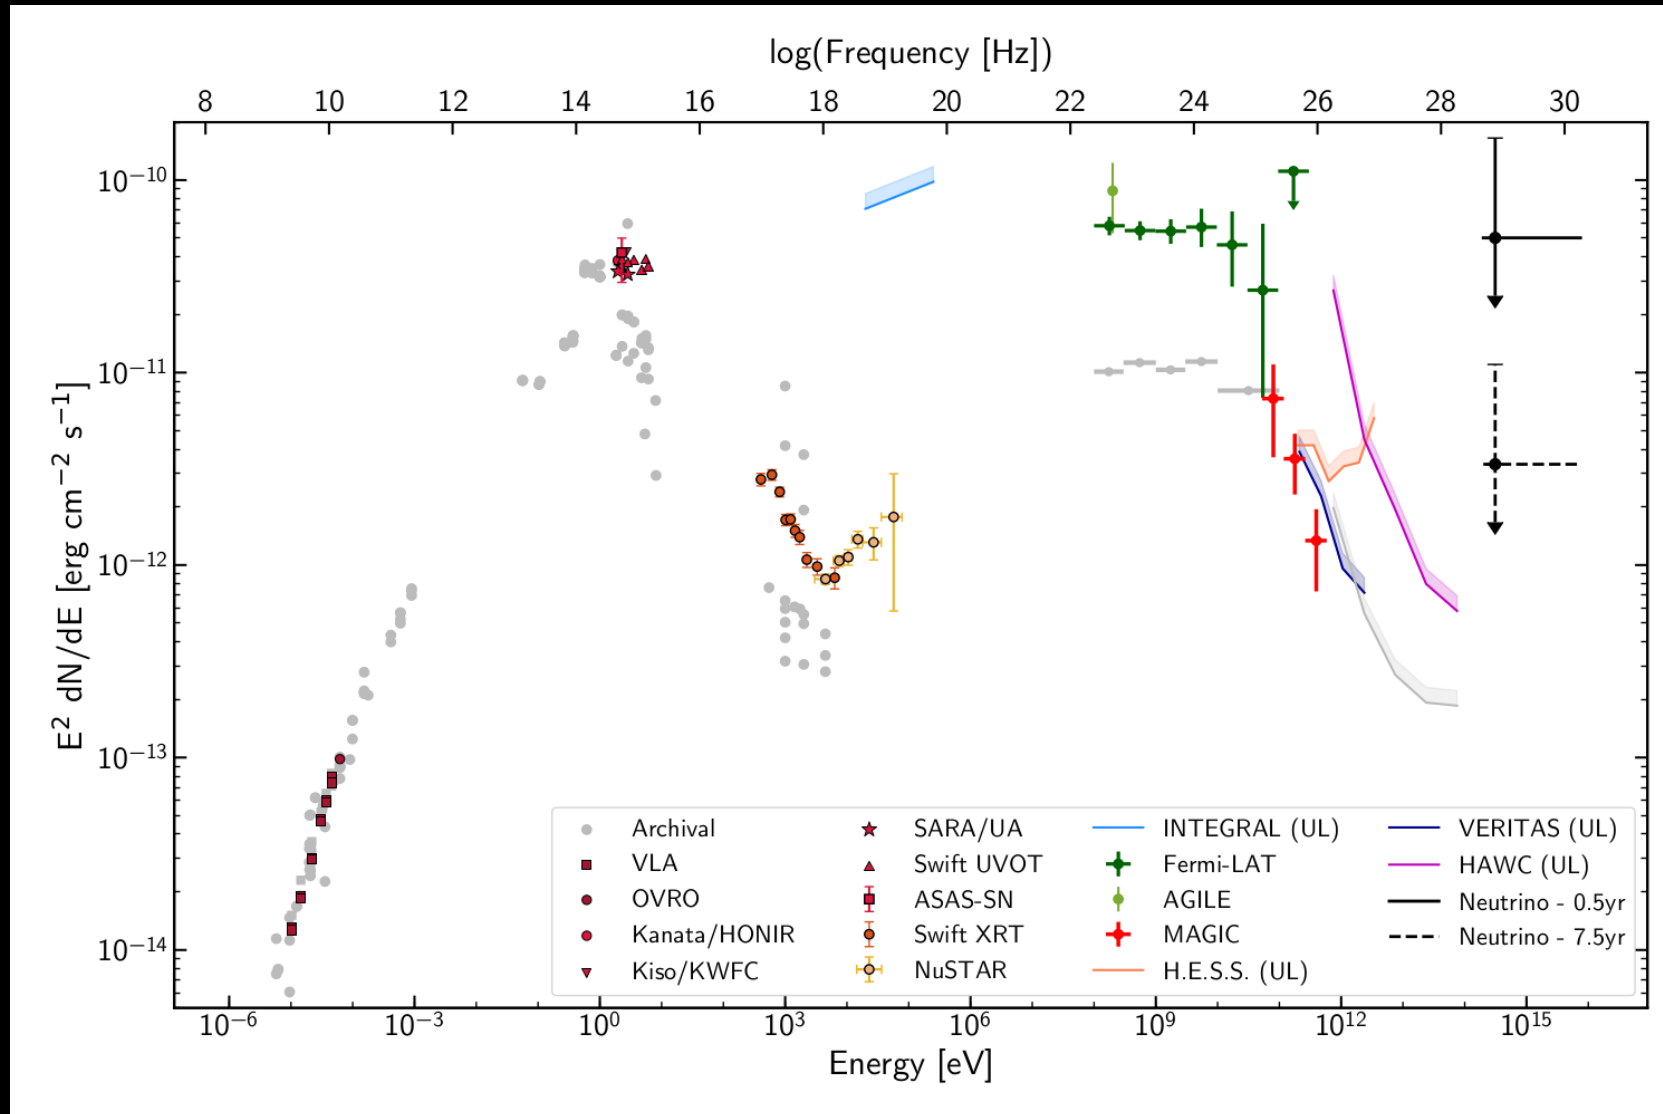 log(Frequency [Hz])
8 10 12 14 16 18 20 22 24 26 28 30
10⁻¹⁰
10⁻¹¹
10⁻¹²
10⁻¹³
10⁻¹⁴
E² dN/dE [erg cm⁻² s⁻¹]
Archival
VLA
OVRO
Kanata/HONIR
Kiso/KWFC
SARA/UA
Swift UVOT
ASAS-SN
Swift XRT
NuSTAR
INTEGRAL (UL)
Fermi-LAT
AGILE
MAGIC
H.E.S.S. (UL)
VERITAS (UL)
HAWC (UL)
Neutrino - 0.5yr
Neutrino - 7.5yr
10⁻⁶ 10⁻³ 10⁰ 10³ 10⁶ 10⁹ 10¹² 10¹⁵
Energy [eV]